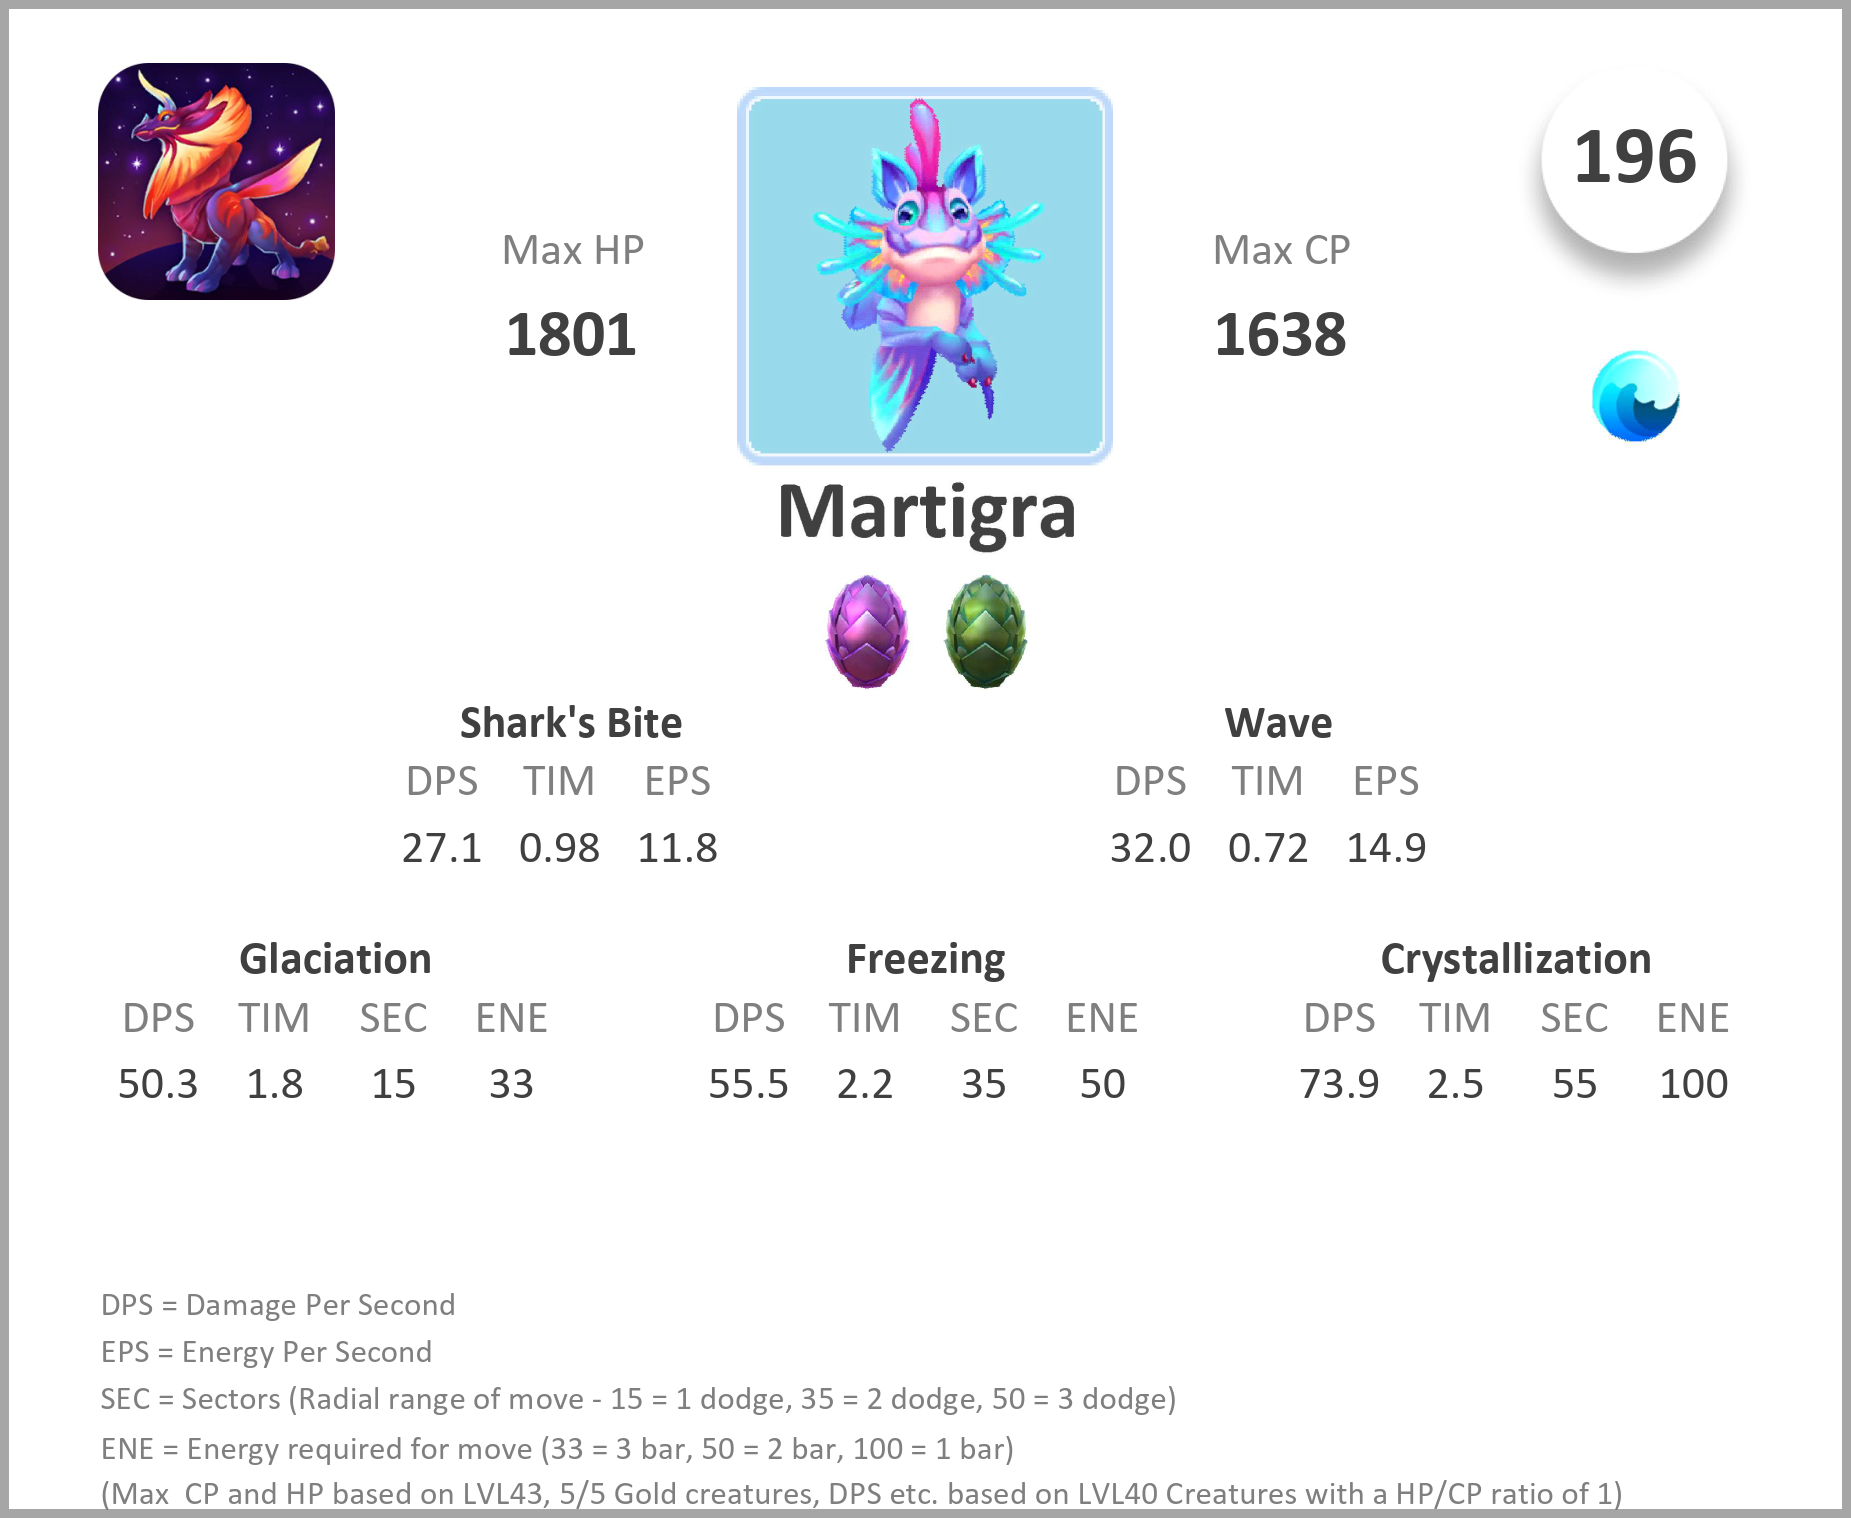 196
Max HP
1801
Max CP
1638
Martigra
Shark's Bite
DPS TIM EPS
27.1 0.98 11.8
Wave
DPS TIM EPS
32.0 0.72 14.9
Glaciation
DPS TIM SEC ENE
50.3 1.8 15 33
Freezing
DPS TIM SEC ENE
55.5 2.2 35 50
Crystallization
DPS TIM SEC ENE
73.9 2.5 55 100
DPS = Damage Per Second
EPS = Energy Per Second
SEC = Sectors (Radial range of move - 15 = 1 dodge, 35 = 2 dodge, 50 = 3 dodge)
ENE = Energy required for move (33 = 3 bar, 50 = 2 bar, 100 = 1 bar)
(Max  CP and HP based on LVL43, 5/5 Gold creatures, DPS etc. based on LVL40 Creatures with a HP/CP ratio of 1)